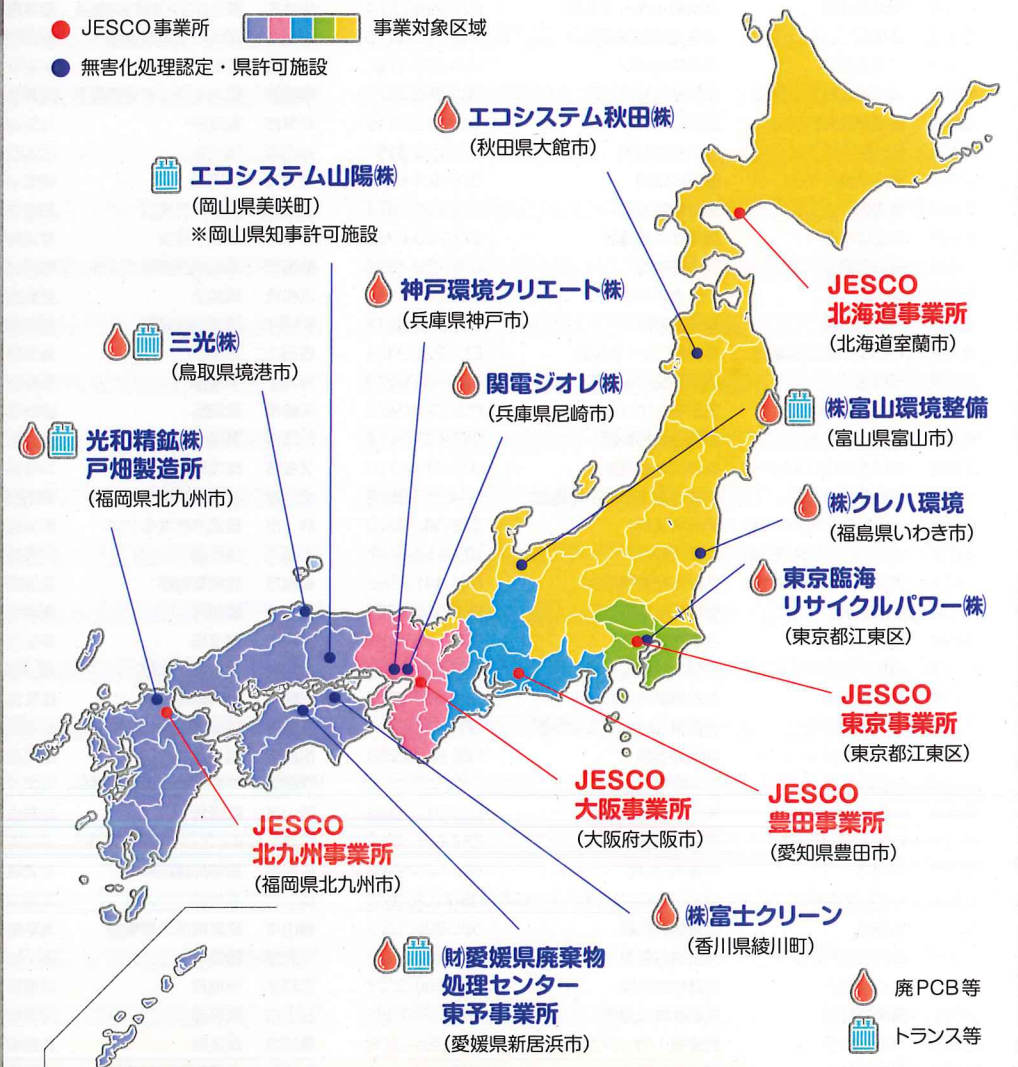 JESCO事業所
事業対象区域
無害化処理認定・県許可施設
エコシステム秋田㈱
(秋田県大館市)
エコシステム山陽㈱
(岡山県美咲町)
※岡山県知事許可施設
神戸環境クリエート㈱
(兵庫県神戸市)
JESCO
北海道事業所
(北海道室蘭市)
三光㈱
(鳥取県境港市)
関電ジオレ㈱
(兵庫県尼崎市)
㈱富山環境整備
(富山県富山市)
光和精鉱㈱
戸畑製造所
(福岡県北九州市)
㈱クレハ環境
(福島県いわき市)
東京臨海
リサイクルパワー㈱
(東京都江東区)
JESCO
東京事業所
(東京都江東区)
JESCO
大阪事業所
(大阪府大阪市)
JESCO
豊田事業所
(愛知県豊田市)
JESCO
北九州事業所
(福岡県北九州市)
㈱富士クリーン
(香川県綾川町)
㈶愛媛県廃棄物
処理センター
東予事業所
(愛媛県新居浜市)
廃PCB等
トランス等